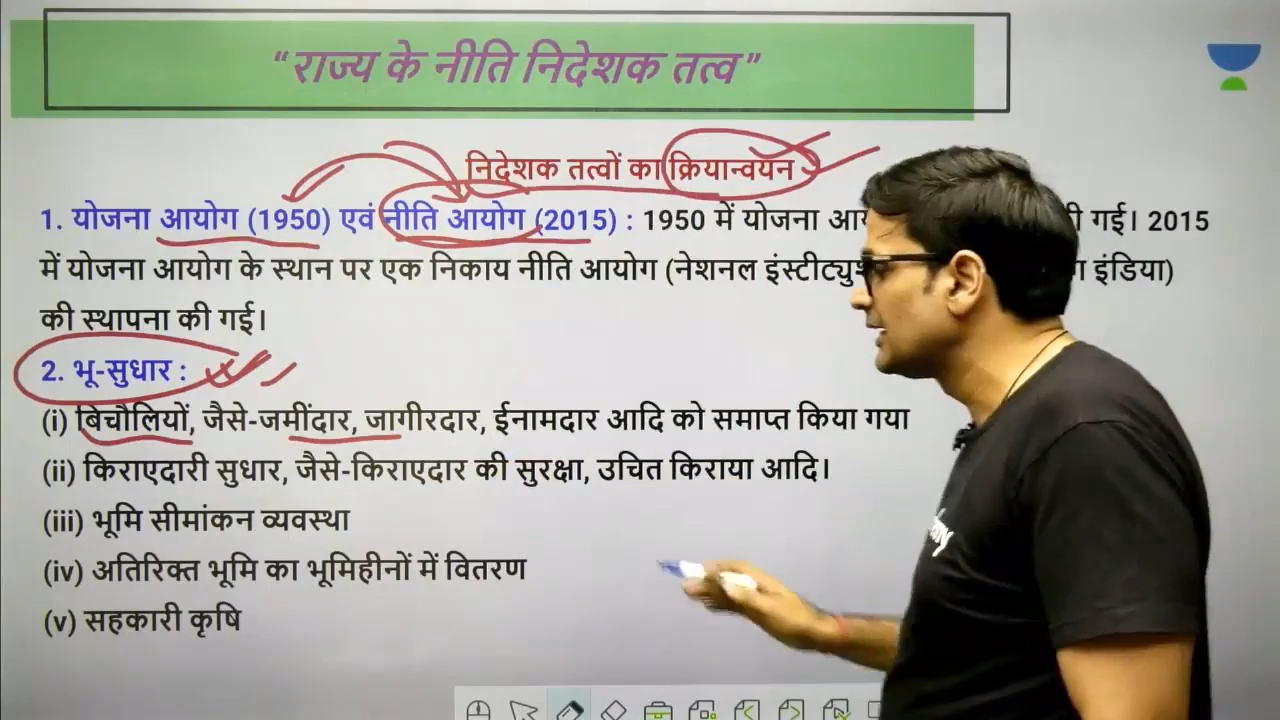 “राज्य के नीति निदेशक तत्व”
निदेशक तत्वों का क्रियान्वयन
1. योजना आयोग (1950) एवं नीति आयोग (2015) : 1950 में योजना गई। 2015
में योजना आयोग के स्थान पर एक निकाय नीति आयोग (नेशनल इंडिया)
की स्थापना की गई।
2. भू-सुधार :
(i) बिचौलियों, जैसे-जमींदार, जागीरदार, ईनामदार आदि को समाप्त किया गया
(ii) किराएदारी सुधार, जैसे-किराएदार की सुरक्षा, उचित किराया आदि।
(iii) भूमि सीमांकन व्यवस्था
(iv) अतिरिक्त भूमि का भूमिहीनों में वितरण
(v) सहकारी कृषि